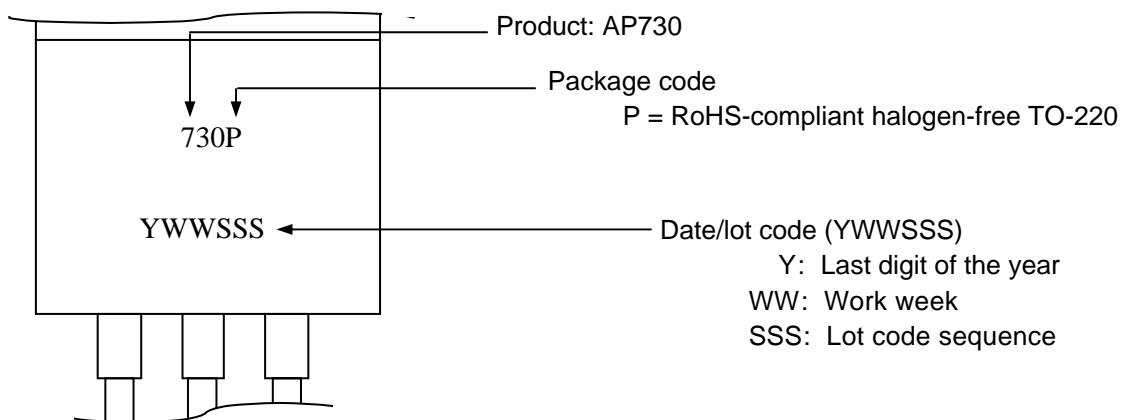 Product: AP730
Package code
P = RoHS-compliant halogen-free TO-220
730P
YWWSSS
Date/lot code (YWWSSS)
Y: Last digit of the year
WW: Work week
SSS: Lot code sequence